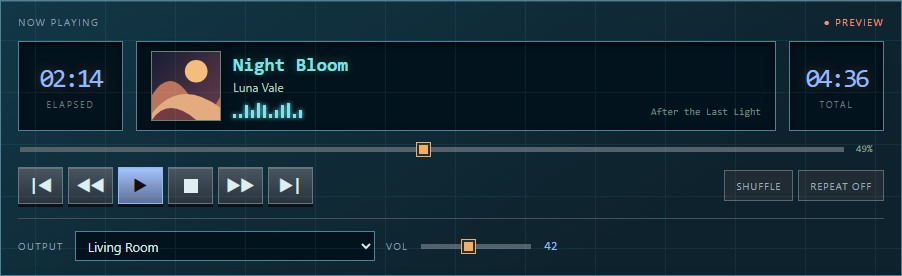 NOW PLAYING
● PREVIEW
02:14
ELAPSED
Night Bloom
Luna Vale
After the Last Light
04:36
TOTAL
49%
SHUFFLE
REPEAT OFF
OUTPUT
Living Room
VOL
42